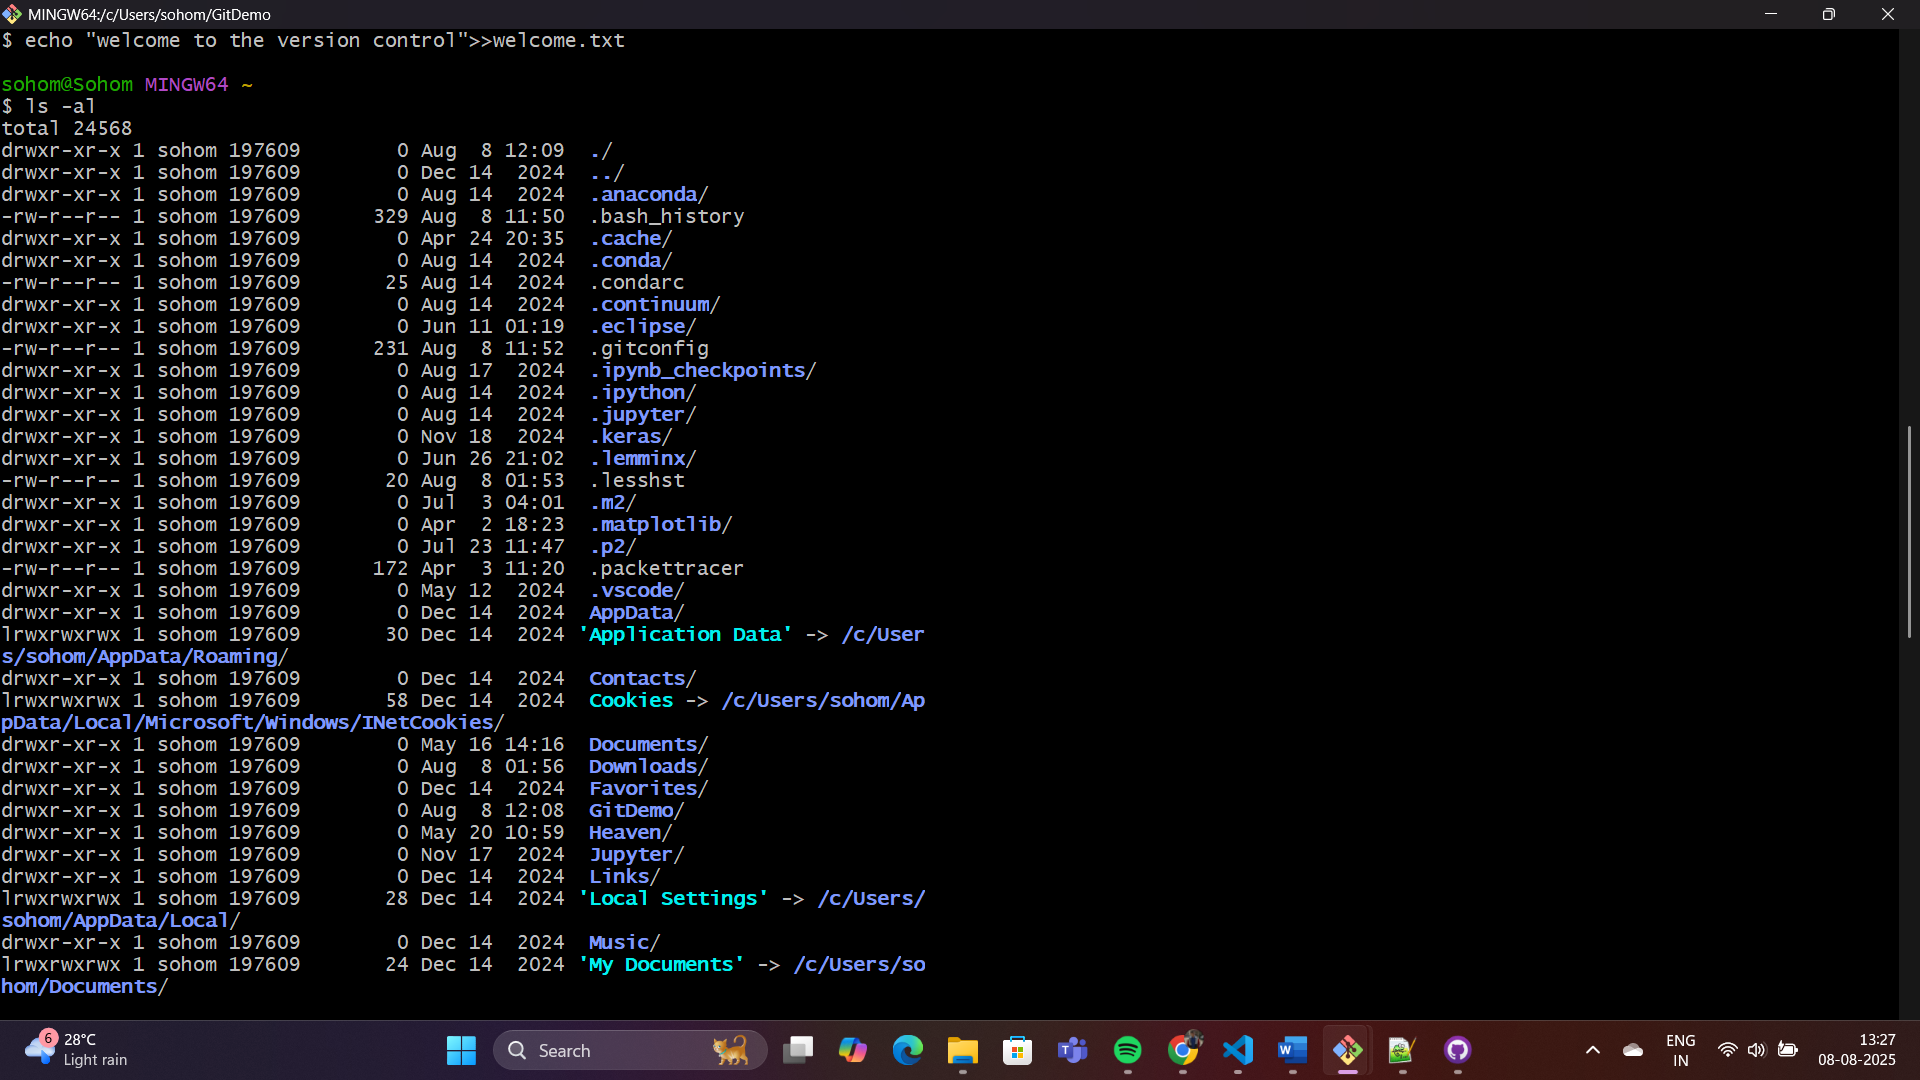 MINGW64:/c/Users/sohom/GitDemo
$ echo "welcome to the version control">>welcome.txt
sohom@Sohom MINGW64 ~
$ ls -al
total 24568
drwxr-xr-x 1 sohom 197609        0 Aug  8 12:09  ./
drwxr-xr-x 1 sohom 197609        0 Dec 14  2024  ../
drwxr-xr-x 1 sohom 197609        0 Aug 14  2024  .anaconda/
-rw-r--r-- 1 sohom 197609      329 Aug  8 11:50  .bash_history
drwxr-xr-x 1 sohom 197609        0 Apr 24 20:35  .cache/
drwxr-xr-x 1 sohom 197609        0 Aug 14  2024  .conda/
-rw-r--r-- 1 sohom 197609       25 Aug 14  2024  .condarc
drwxr-xr-x 1 sohom 197609        0 Aug 14  2024  .continuum/
drwxr-xr-x 1 sohom 197609        0 Jun 11 01:19  .eclipse/
-rw-r--r-- 1 sohom 197609      231 Aug  8 11:52  .gitconfig
drwxr-xr-x 1 sohom 197609        0 Aug 17  2024  .ipynb_checkpoints/
drwxr-xr-x 1 sohom 197609        0 Aug 14  2024  .ipython/
drwxr-xr-x 1 sohom 197609        0 Aug 14  2024  .jupyter/
drwxr-xr-x 1 sohom 197609        0 Nov 18  2024  .keras/
drwxr-xr-x 1 sohom 197609        0 Jun 26 21:02  .lemminx/
-rw-r--r-- 1 sohom 197609       20 Aug  8 01:53  .lesshst
drwxr-xr-x 1 sohom 197609        0 Jul  3 04:01  .m2/
drwxr-xr-x 1 sohom 197609        0 Apr  2 18:23  .matplotlib/
drwxr-xr-x 1 sohom 197609        0 Jul 23 11:47  .p2/
-rw-r--r-- 1 sohom 197609      172 Apr  3 11:20  .packettracer
drwxr-xr-x 1 sohom 197609        0 May 12  2024  .vscode/
drwxr-xr-x 1 sohom 197609        0 Dec 14  2024  AppData/
lrwxrwxrwx 1 sohom 197609       30 Dec 14  2024 'Application Data' -> /c/User
s/sohom/AppData/Roaming/
drwxr-xr-x 1 sohom 197609        0 Dec 14  2024  Contacts/
lrwxrwxrwx 1 sohom 197609       58 Dec 14  2024  Cookies -> /c/Users/sohom/Ap
pData/Local/Microsoft/Windows/INetCookies/
drwxr-xr-x 1 sohom 197609        0 May 16 14:16  Documents/
drwxr-xr-x 1 sohom 197609        0 Aug  8 01:56  Downloads/
drwxr-xr-x 1 sohom 197609        0 Dec 14  2024  Favorites/
drwxr-xr-x 1 sohom 197609        0 Aug  8 12:08  GitDemo/
drwxr-xr-x 1 sohom 197609        0 May 20 10:59  Heaven/
drwxr-xr-x 1 sohom 197609        0 Nov 17  2024  Jupyter/
drwxr-xr-x 1 sohom 197609        0 Dec 14  2024  Links/
lrwxrwxrwx 1 sohom 197609       28 Dec 14  2024 'Local Settings' -> /c/Users/
sohom/AppData/Local/
drwxr-xr-x 1 sohom 197609        0 Dec 14  2024  Music/
lrwxrwxrwx 1 sohom 197609       24 Dec 14  2024 'My Documents' -> /c/Users/so
hom/Documents/
6
28°C
Light rain
Search
ENG
IN
13:27
08-08-2025